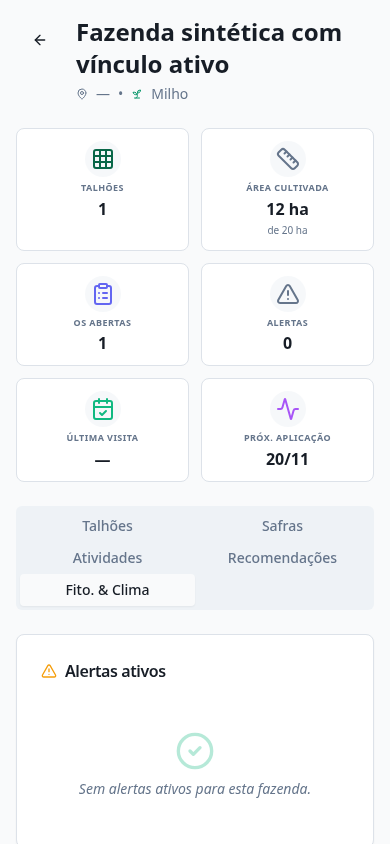 Fazenda sintética com
vínculo ativo
— • Milho
TALHÕES
1
ÁREA CULTIVADA
12 ha
de 20 ha
OS ABERTAS
1
ALERTAS
0
ÚLTIMA VISITA
—
PRÓX. APLICAÇÃO
20/11
Talhões
Safras
Atividades
Recomendações
Fito. & Clima
Alertas ativos
Sem alertas ativos para esta fazenda.